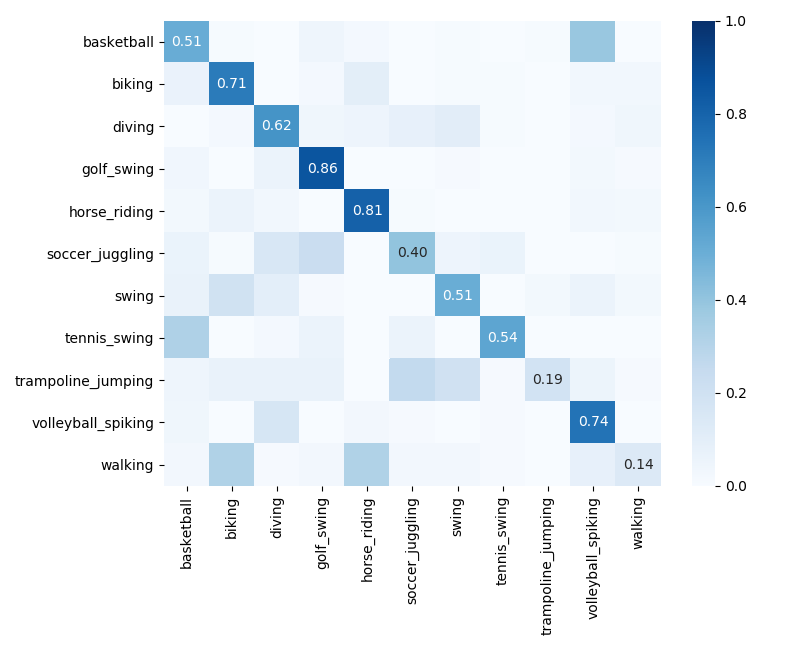 basketball 0.51 1.0
biking 0.71
diving 0.62 0.8
golf_swing 0.86
horse_riding 0.81 0.6
soccer_juggling 0.40 0.4
swing 0.51
tennis_swing 0.54
trampoline_jumping 0.19 0.2
volleyball_spiking 0.74
walking 0.14 0.0
basketball
biking
diving
golf_swing
horse_riding
soccer_juggling
swing
tennis_swing
trampoline_jumping
volleyball_spiking
walking